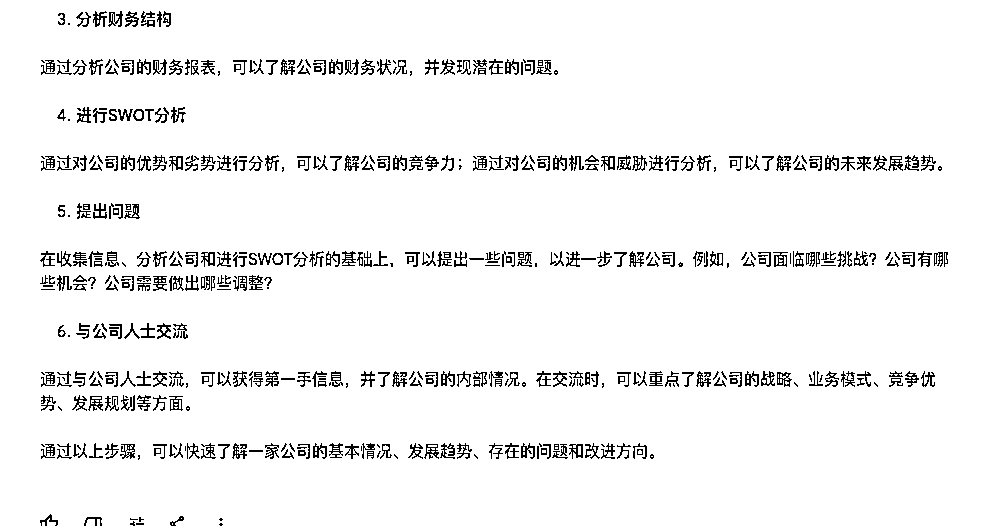 3. 分析财务结构
通过分析公司的财务报表，可以了解公司的财务状况，并发现潜在的问题。
4. 进行SWOT分析
通过对公司的优势和劣势进行分析，可以了解公司的竞争力；通过对公司的机会和威胁进行分析，可以了解公司的未来发展趋势。
5. 提出问题
在收集信息、分析公司和进行SWOT分析的基础上，可以提出一些问题，以进一步了解公司。例如，公司面临哪些挑战？公司有哪
些机会？公司需要做出哪些调整？
6. 与公司人士交流
通过与公司人士交流，可以获得第一手信息，并了解公司的内部情况。在交流时，可以重点了解公司的战略、业务模式、竞争优
势、发展规划等方面。
通过以上步骤，可以快速了解一家公司的基本情况、发展趋势、存在的问题和改进方向。